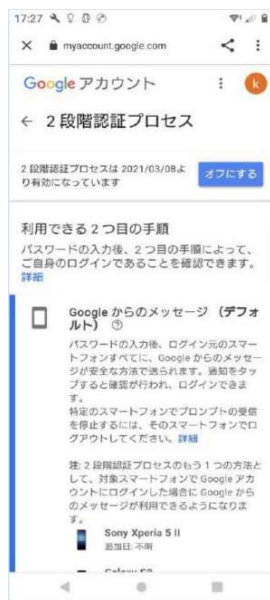 17:27
myaccount.google.com
Google アカウント
k
← 2 段階認証プロセス
2 段階認証プロセスは 2021/03/08よ
り有効になっています
オフにする
利用できる 2 つ目の手順
パスワードの入力後、2 つ目の手順によって、
ご自身のログインであることを確認できます。
詳細
Google からのメッセージ （デフォ
ルト）
パスワードの入力後、ログイン元のスマー
トフォンすべてに、Google からのメッセー
ジが安全な方法で送られます。通知をタッ
プすると確認が行われ、ログインできま
す。
特定のスマートフォンでプロンプトの受信
を停止するには、そのスマートフォンでロ
グアウトしてください。詳細
注: 2 段階認証プロセスのもう 1 つの方法と
して、対象スマートフォンで Google アカ
ウントにログインした場合に Google から
のメッセージが利用できるようになりま
す。
Sony Xperia 5 II
追加日: 不明